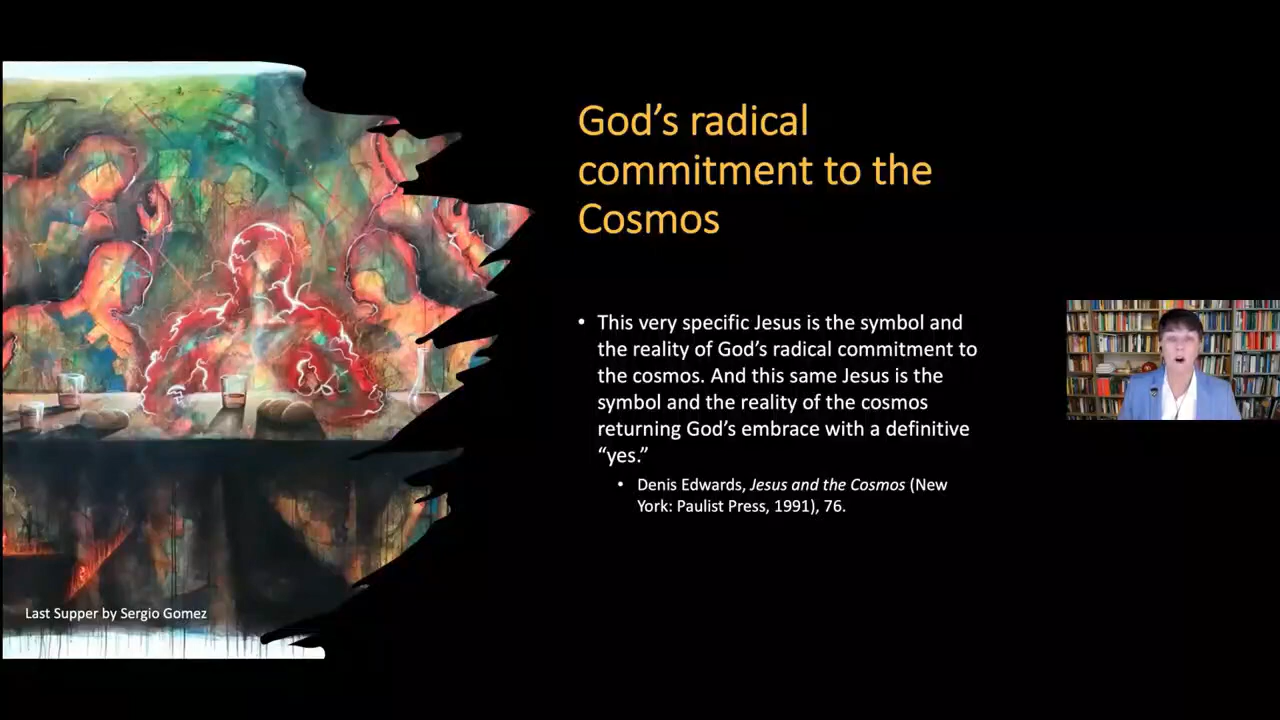 God’s radical
commitment to the
Cosmos
• This very specific Jesus is the symbol and
the reality of God’s radical commitment to
the cosmos. And this same Jesus is the
symbol and the reality of the cosmos
returning God’s embrace with a definitive
“yes.”
• Denis Edwards, Jesus and the Cosmos (New
York: Paulist Press, 1991), 76.
Last Supper by Sergio Gomez